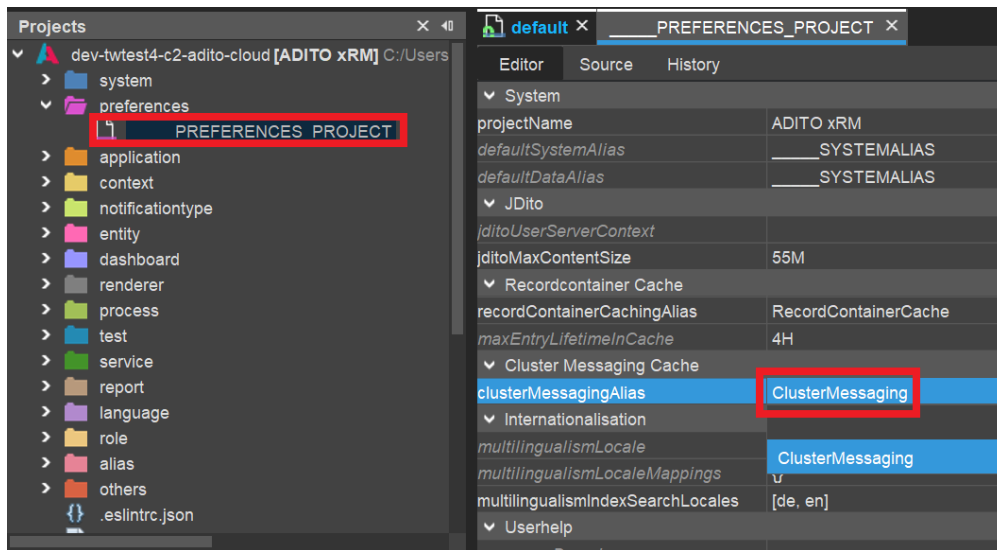 Projects
dev-twtest4-c2-adito-cloud [ADITO xRM] C:/Users
system
preferences
_____PREFERENCES_PROJECT
application
context
notificationtype
entity
dashboard
renderer
process
test
service
report
language
role
alias
others
.eslintrc.json
default _____PREFERENCES_PROJECT
Editor Source History
System
projectName ADITO xRM
defaultSystemAlias _____SYSTEMALIAS
defaultDataAlias _____SYSTEMALIAS
JDito
jditoUserServerContext
jditoMaxContentSize 55M
Recordcontainer Cache
recordContainerCachingAlias RecordContainerCache
maxEntryLifetimeInCache 4H
Cluster Messaging Cache
clusterMessagingAlias ClusterMessaging
Internationalisation
multilingualismLocale
ClusterMessaging
multilingualismLocaleMappings {}
multilingualismIndexSearchLocales [de, en]
Userhelp